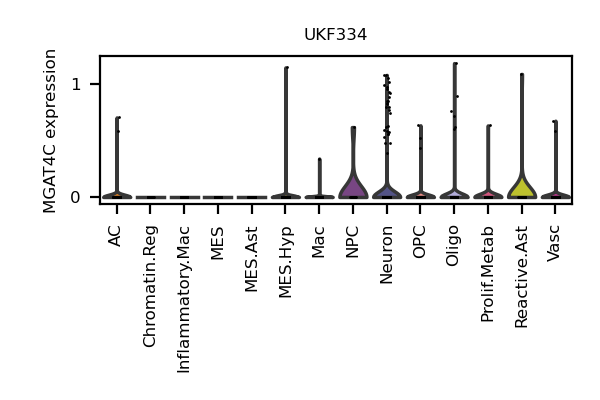 UKF334
MGAT4C expression
1
0
AC
Chromatin.Reg
Inflammatory.Mac
MES
MES.Ast
MES.Hyp
Mac
NPC
Neuron
OPC
Oligo
Prolif.Metab
Reactive.Ast
Vasc